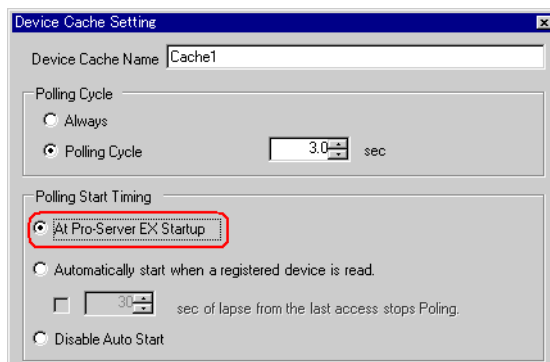 Device Cache Setting
Device Cache Name Cache1
Polling Cycle
Always
Polling Cycle 3.0 sec
Polling Start Timing
At Pro-Server EX Startup
Automatically start when a registered device is read.
30 sec of lapse from the last access stops Poling.
Disable Auto Start